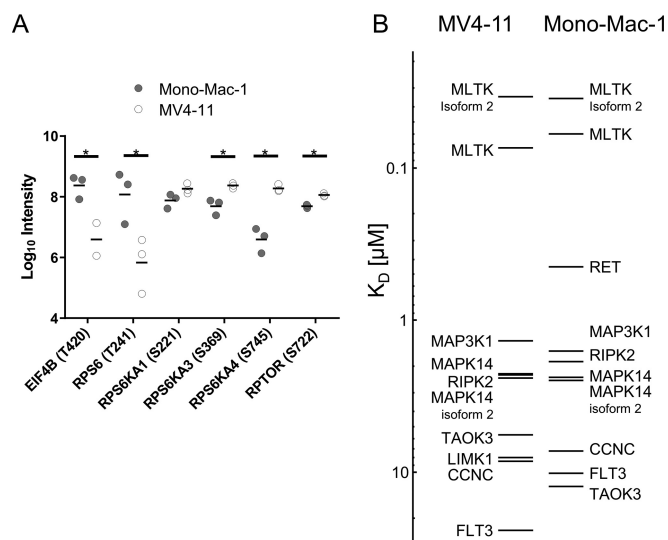 A
Mono-Mac-1
MV4-11
* * * * *
10
8
6
4
Log₁₀ Intensity
EIF4B (T420)
RPS6 (T241)
RPS6KA1 (S221)
RPS6KA3 (S369)
RPS6KA4 (S745)
RPTOR (S722)
B
MV4-11 Mono-Mac-1
K_D [µM]
0.1
1
10
MLTK
Isoform 2
MLTK
MAP3K1
MAPK14
RIPK2
MAPK14
isoform 2
TAOK3
LIMK1
CCNC
FLT3
MLTK
Isoform 2
MLTK
RET
MAP3K1
RIPK2
MAPK14
MAPK14
isoform 2
CCNC
FLT3
TAOK3